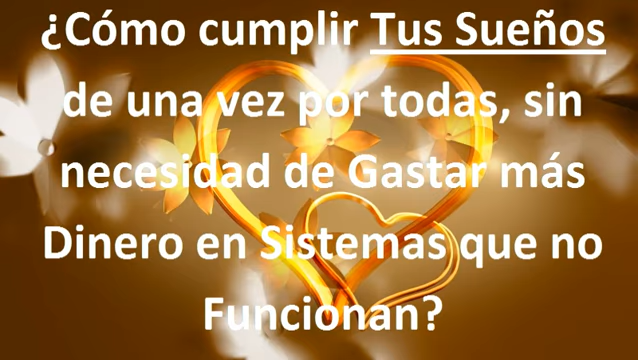 ¿Cómo cumplir Tus Sueños
de una vez por todas, sin
necesidad de Gastar más
Dinero en Sistemas que no
Funcionan?